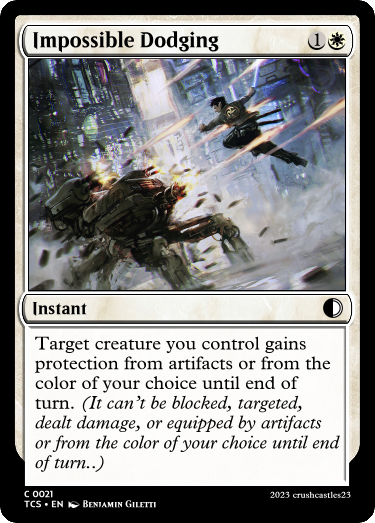 Impossible Dodging 1
Instant
Target creature you control gains
protection from artifacts or from the
color of your choice until end of
turn. (It can't be blocked, targeted,
dealt damage, or equipped by artifacts
or from the color of your choice until end
of turn..)
C 0021
TCS • EN Benjamin Giletti
2023 crushcastles23